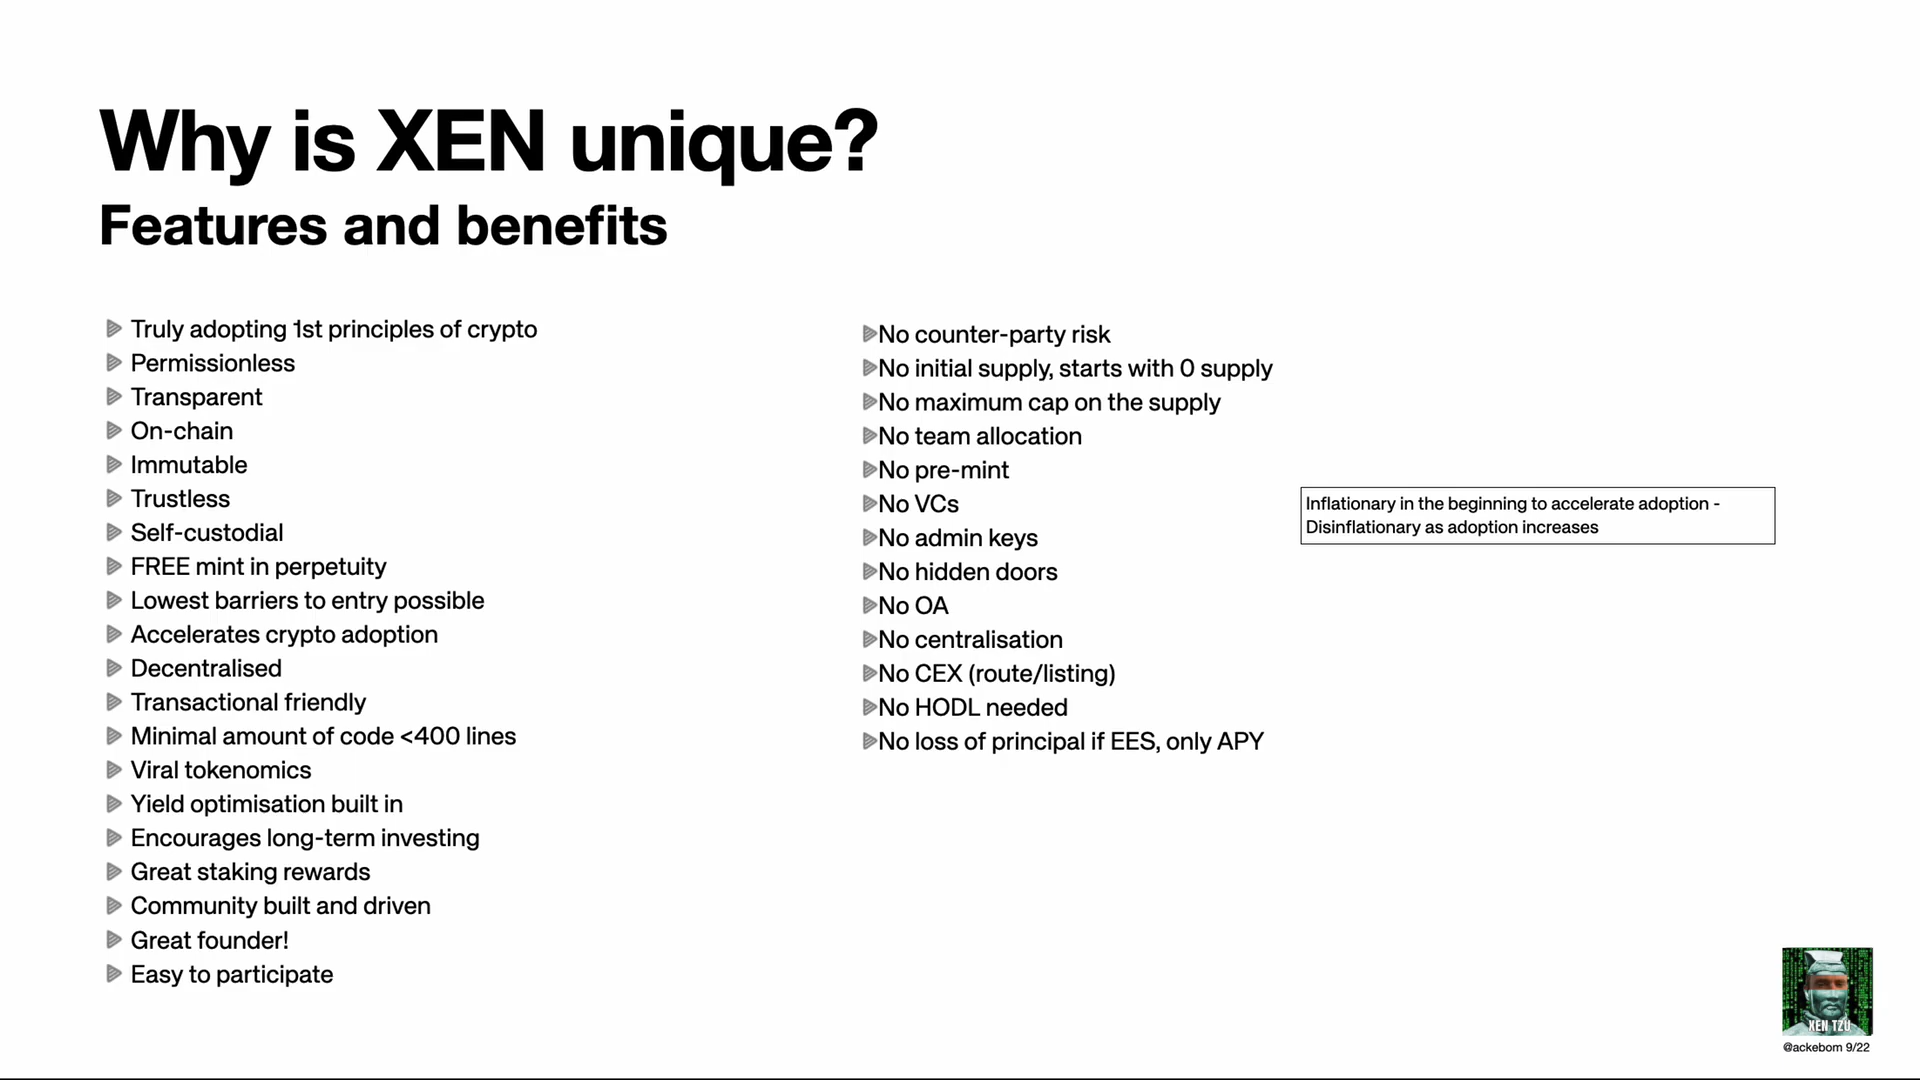 Why is XEN unique?
Features and benefits
Truly adopting 1st principles of crypto
Permissionless
Transparent
On-chain
Immutable
Trustless
Self-custodial
FREE mint in perpetuity
Lowest barriers to entry possible
Accelerates crypto adoption
Decentralised
Transactional friendly
Minimal amount of code <400 lines
Viral tokenomics
Yield optimisation built in
Encourages long-term investing
Great staking rewards
Community built and driven
Great founder!
Easy to participate
No counter-party risk
No initial supply, starts with 0 supply
No maximum cap on the supply
No team allocation
No pre-mint
No VCs
No admin keys
No hidden doors
No OA
No centralisation
No CEX (route/listing)
No HODL needed
No loss of principal if EES, only APY
Inflationary in the beginning to accelerate adoption -
Disinflationary as adoption increases
XEN TZU
@ackebom 9/22